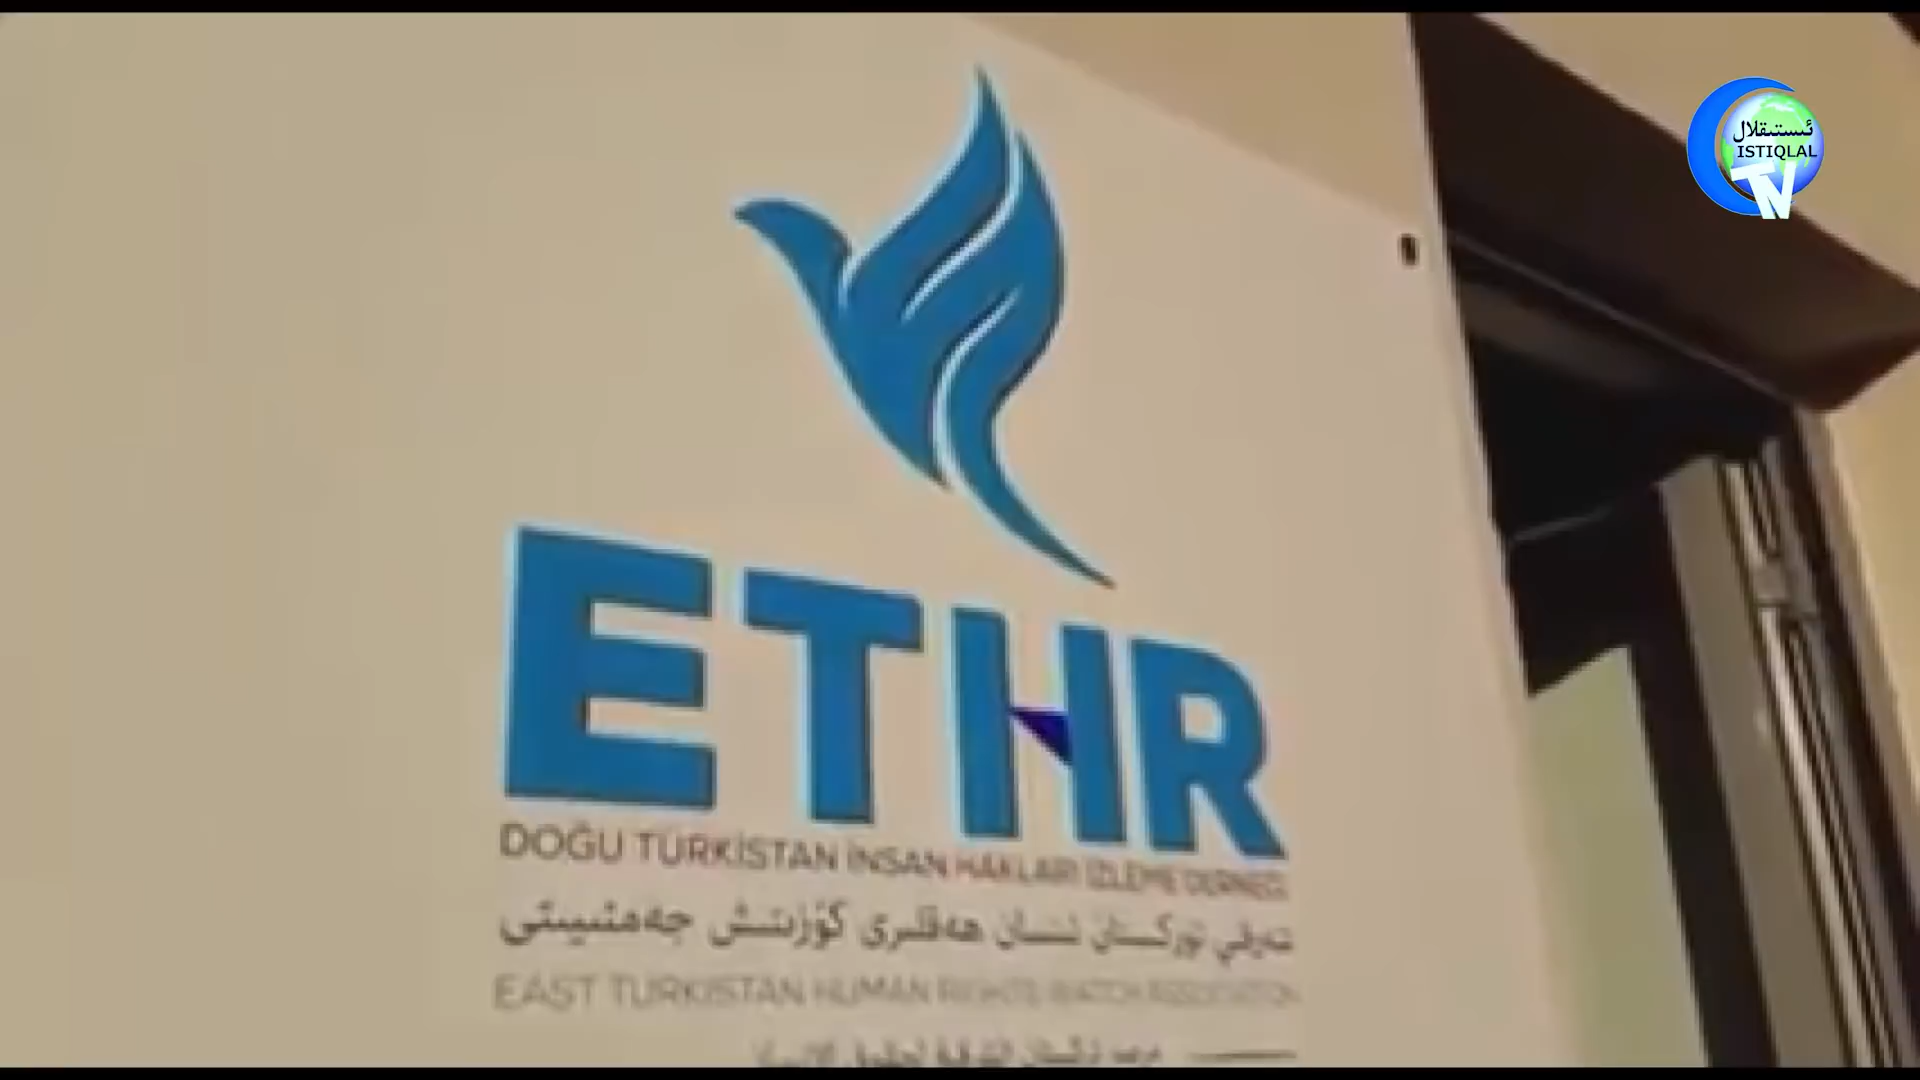 ئىستىقلال
ISTIQLAL
TV
ETHR
DOĞU TÜRKİSTAN İNSAN HAKLARI İZLEME DERNEĞİ
شەرقىي تۈركىستان ئىنسان ھەقلىرى كۈزىتىش جەمئىيىتى
EAST TURKISTAN HUMAN RIGHTS WATCH ASSOCIATION